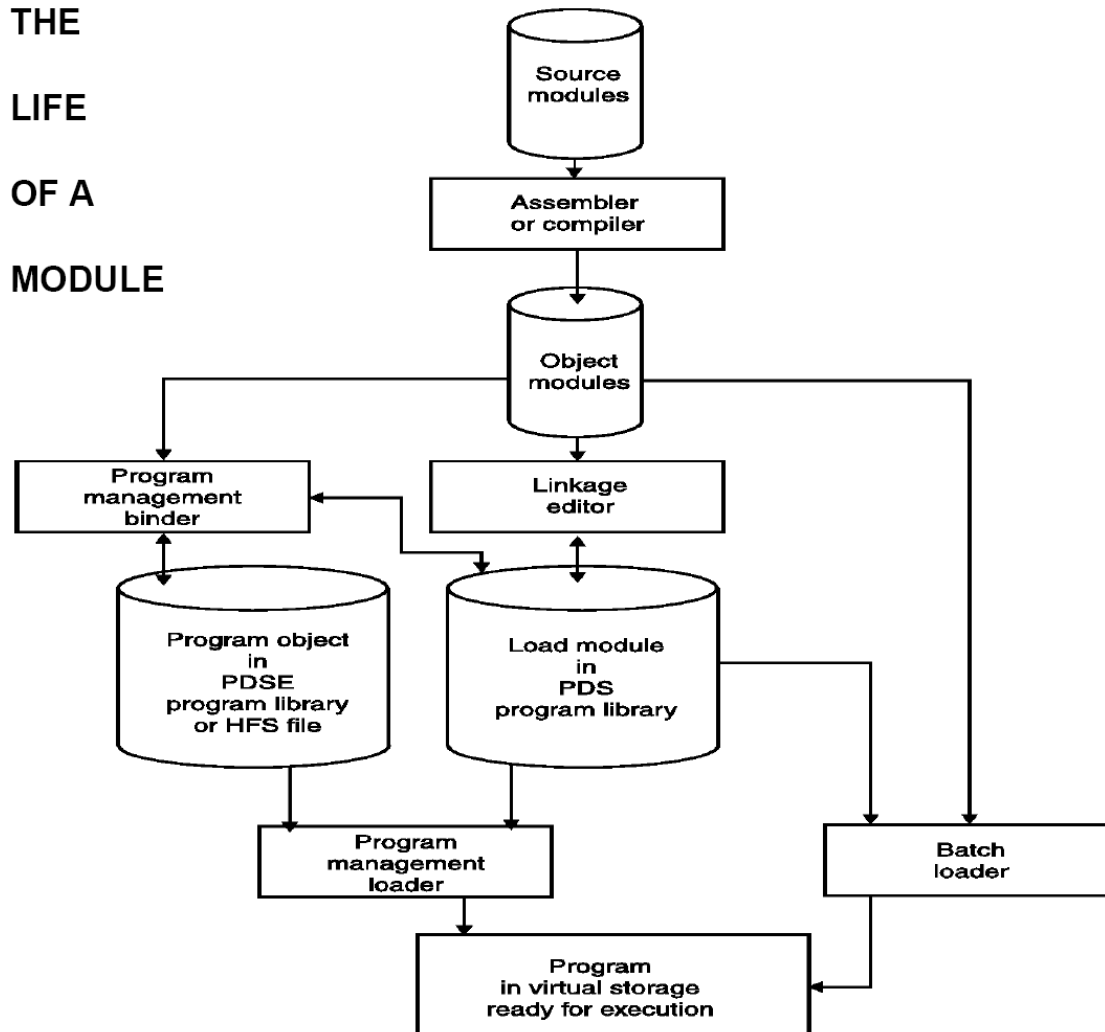 THE
LIFE
OF A
MODULE
Source
modules
Assembler
or compiler
Object
modules
Program
management
binder
Linkage
editor
Program object
in
PDSE
program library
or HFS file
Load module
in
PDS
program library
Program
management
loader
Batch
loader
Program
in virtual storage
ready for execution